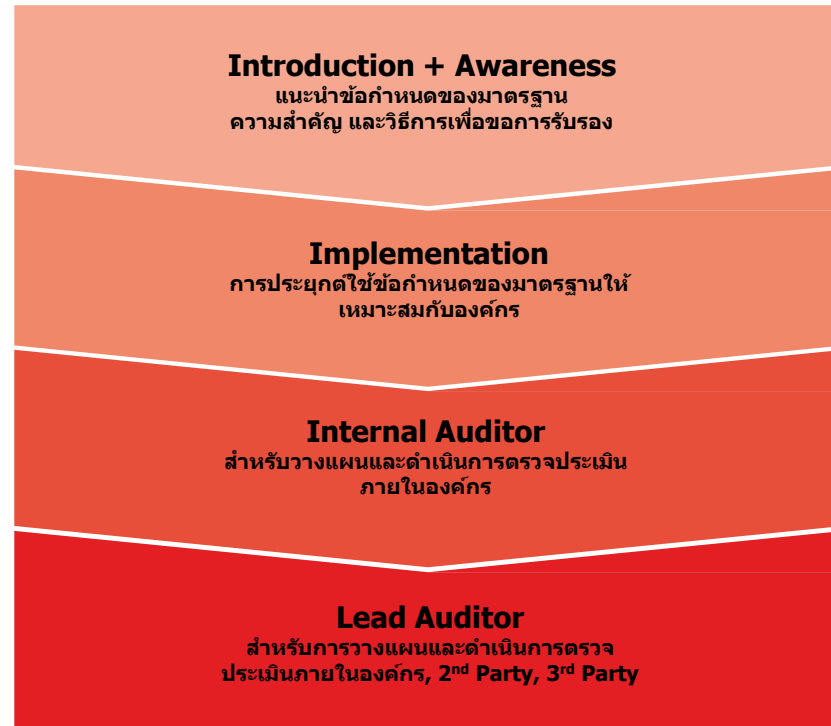 Introduction + Awareness
แนะนำข้อกำหนดของมาตรฐาน
ความสำคัญ และวิธีการเพื่อขอการรับรอง
Implementation
การประยุกต์ใช้ข้อกำหนดของมาตรฐานให้
เหมาะสมกับองค์กร
Internal Auditor
สำหรับวางแผนและดำเนินการตรวจประเมิน
ภายในองค์กร
Lead Auditor
สำหรับการวางแผนและดำเนินการตรวจ
ประเมินภายในองค์กร, 2nd Party, 3rd Party